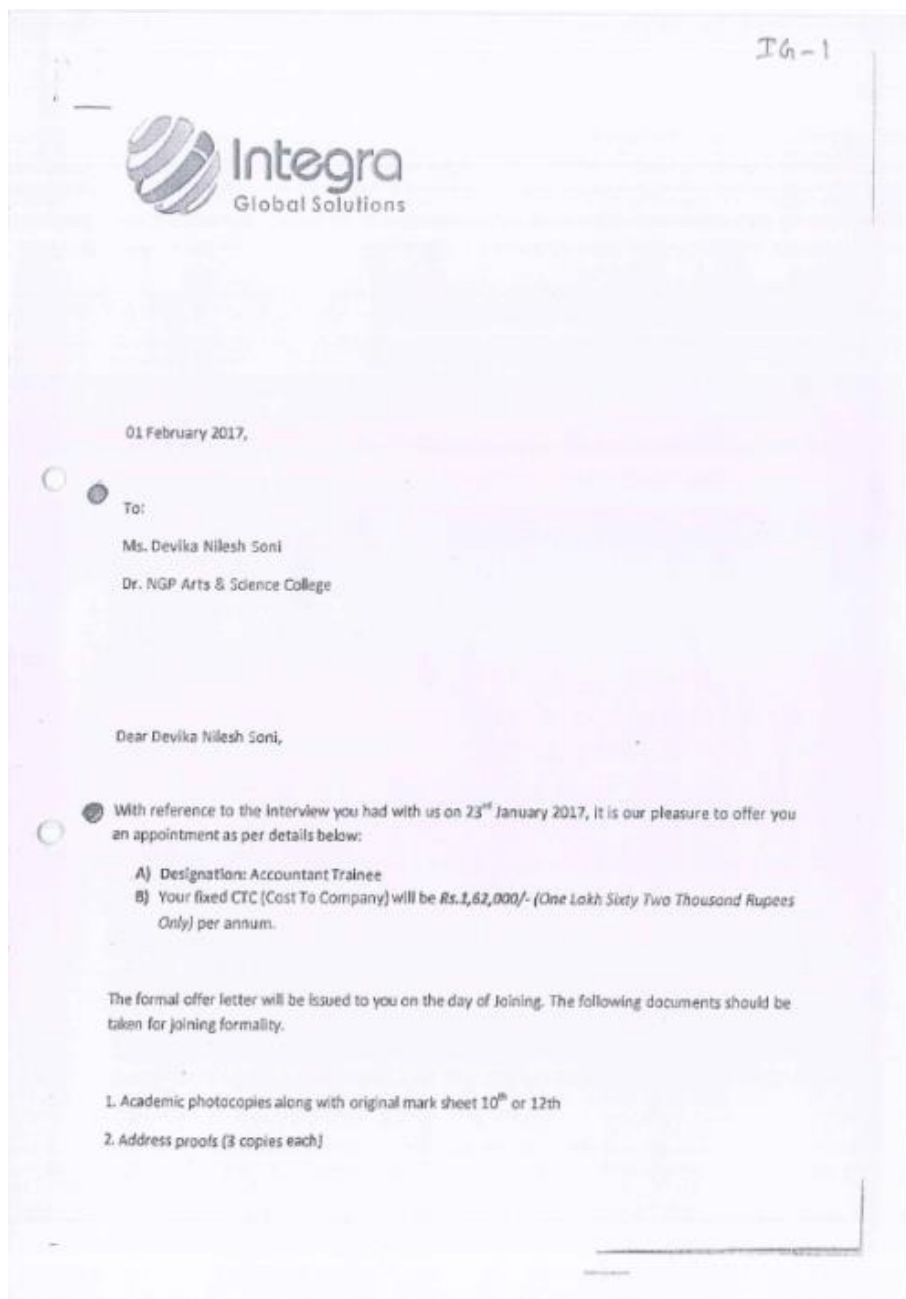 IG-1
Integra
Global Solutions
01 February 2017,
To:
Ms. Devika Nilesh Soni
Dr. NGP Arts & Science College
Dear Devika Nilesh Soni,
With reference to the interview you had with us on 23rd January 2017, it is our pleasure to offer you
an appointment as per details below:
A) Designation: Accountant Trainee
B) Your fixed CTC (Cost To Company) will be Rs.1,62,000/- (One Lakh Sixty Two Thousand Rupees
Only) per annum.
The formal offer letter will be issued to you on the day of Joining. The following documents should be
taken for joining formality.
1. Academic photocopies along with original mark sheet 10th or 12th
2. Address proofs (3 copies each)